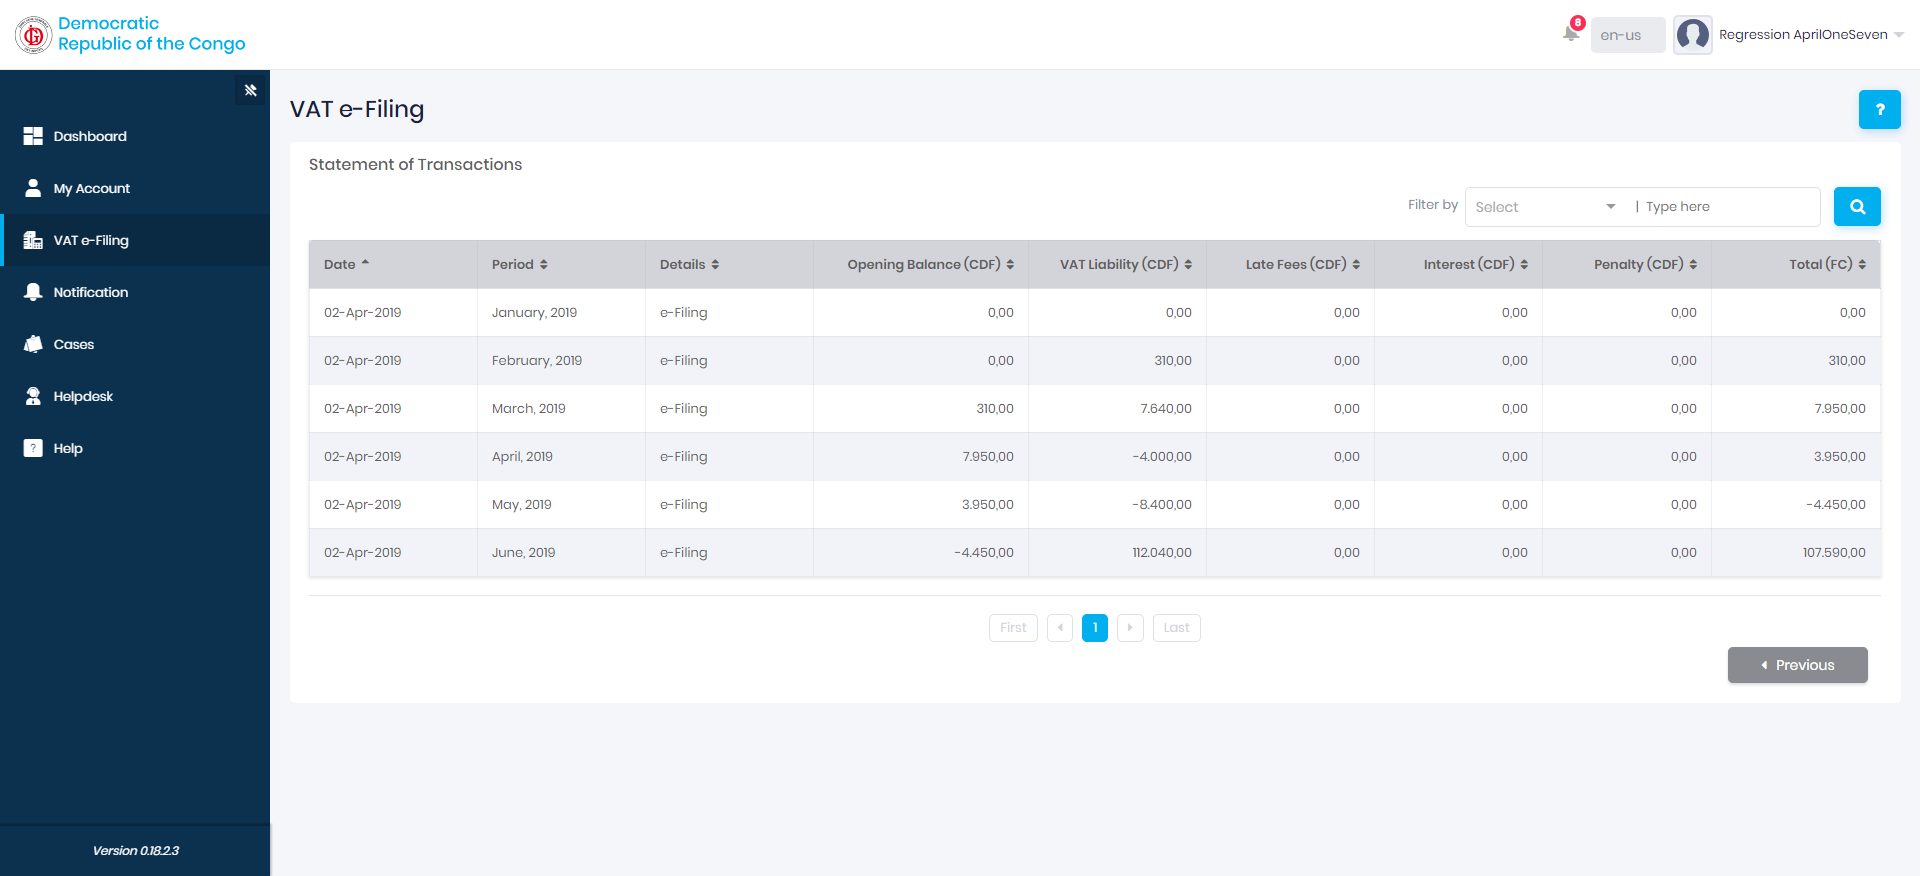 Democratic
Republic of the Congo
8
en-us
Regression AprilOneSeven
Dashboard
My Account
VAT e-Filing
Notification
Cases
Helpdesk
? Help
Version 0.18.2.3
VAT e-Filing
?
Statement of Transactions
Filter by Select | Type here
Date Period Details Opening Balance (CDF) VAT Liability (CDF) Late Fees (CDF) Interest (CDF) Penalty (CDF) Total (FC)
02-Apr-2019 January, 2019 e-Filing 0,00 0,00 0,00 0,00 0,00 0,00
02-Apr-2019 February, 2019 e-Filing 0,00 310,00 0,00 0,00 0,00 310,00
02-Apr-2019 March, 2019 e-Filing 310,00 7.640,00 0,00 0,00 0,00 7.950,00
02-Apr-2019 April, 2019 e-Filing 7.950,00 -4.000,00 0,00 0,00 0,00 3.950,00
02-Apr-2019 May, 2019 e-Filing 3.950,00 -8.400,00 0,00 0,00 0,00 -4.450,00
02-Apr-2019 June, 2019 e-Filing -4.450,00 112.040,00 0,00 0,00 0,00 107.590,00
First 1 Last
Previous